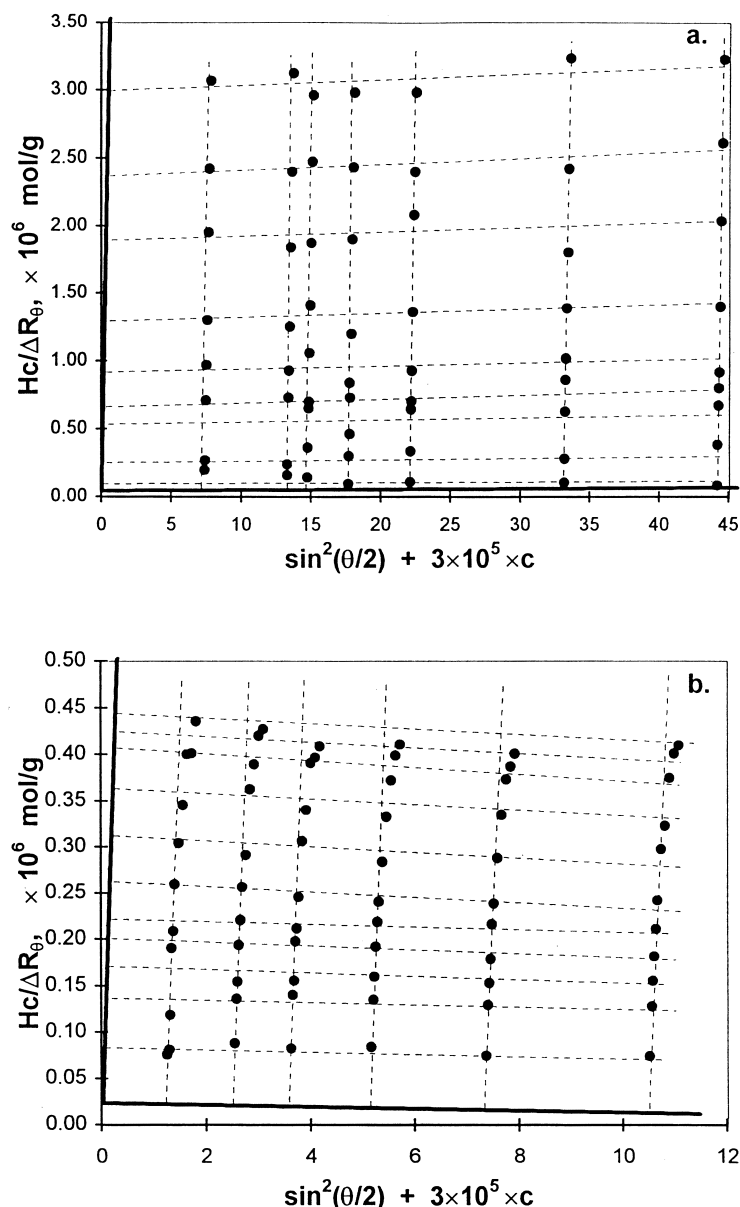 a.
3.50
3.00
2.50
2.00
1.50
1.00
0.50
0.00
Hc/ΔRθ, × 10⁶ mol/g
0 5 10 15 20 25 30 35 40 45
sin²(θ/2) + 3×10⁵ ×c
b.
0.50
0.45
0.40
0.35
0.30
0.25
0.20
0.15
0.10
0.05
0.00
Hc/ΔRθ, × 10⁶ mol/g
0 2 4 6 8 10 12
sin²(θ/2) + 3×10⁵ ×c